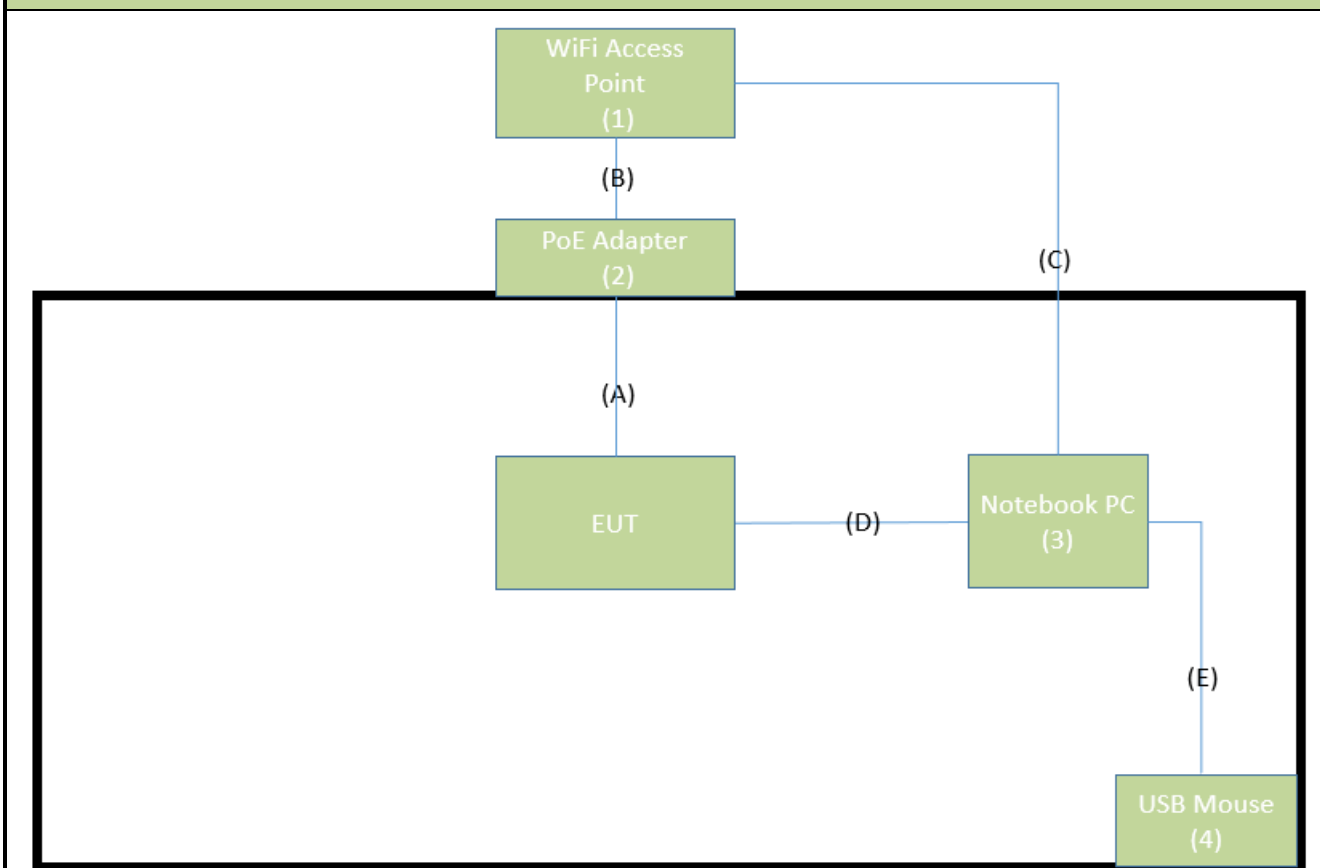 WiFi Access
Point
(1)
(B)
PoE Adapter
(2)
(C)
(A)
EUT
(D)
Notebook PC
(3)
(E)
USB Mouse
(4)